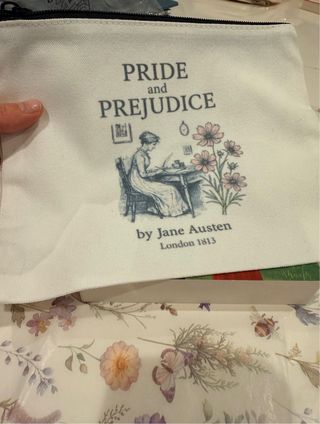 PRIDE
and
PREJUDICE
by Jane Austen
London 1813